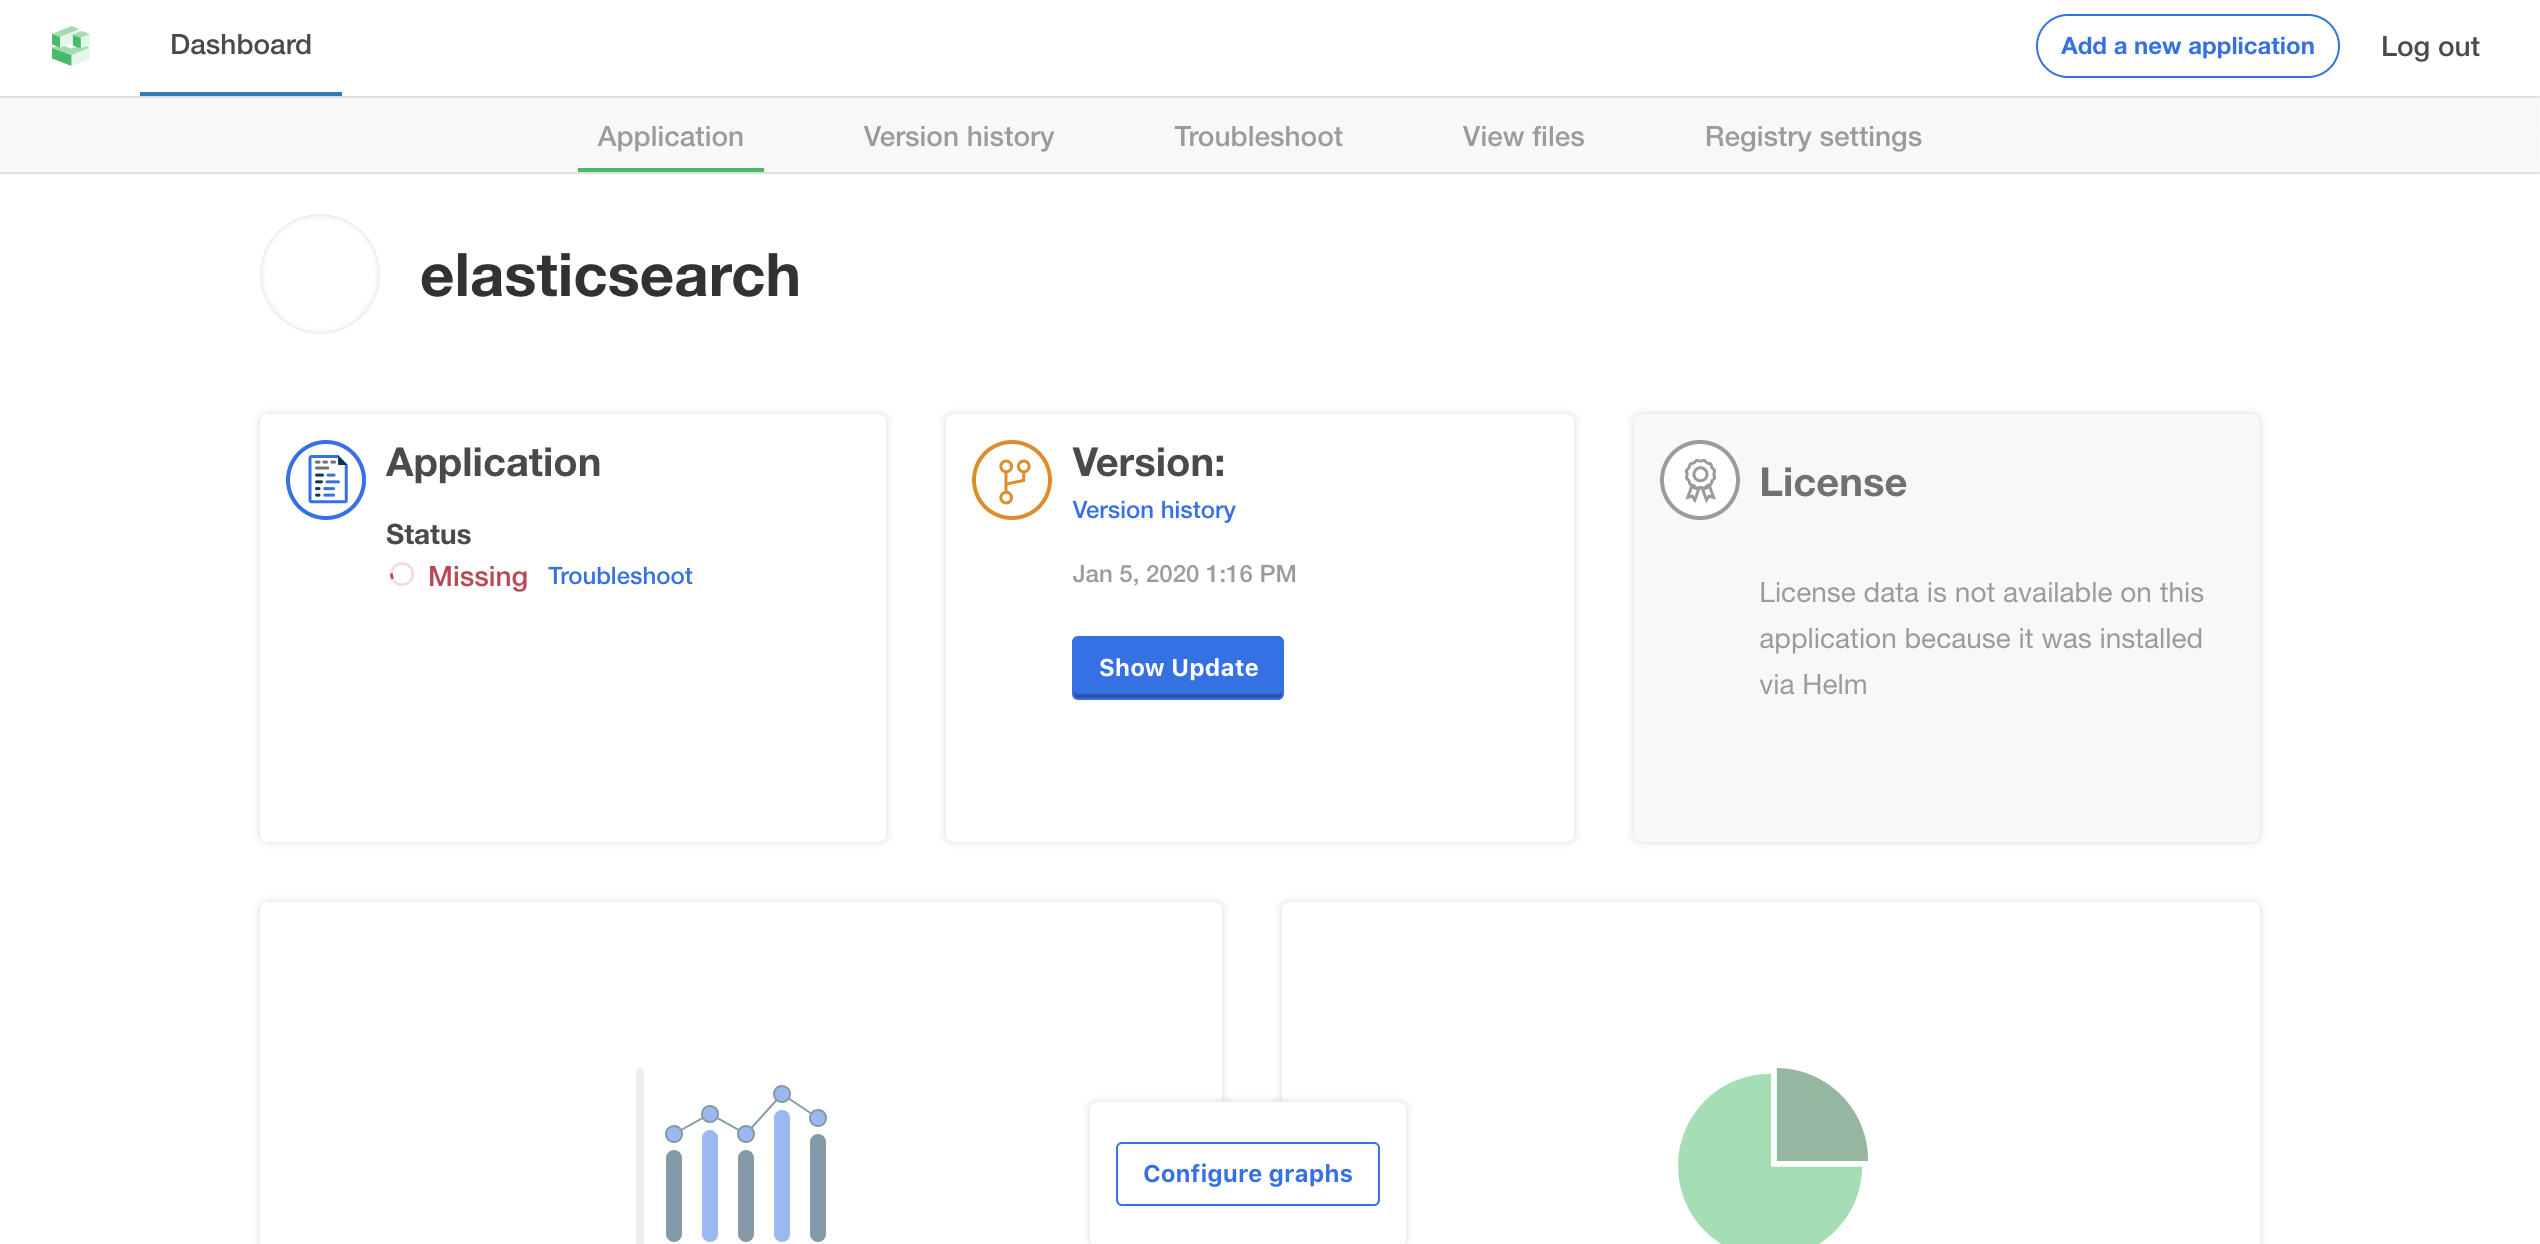 Dashboard
Add a new application
Log out
Application
Version history
Troubleshoot
View files
Registry settings
elasticsearch
Application
Status
Missing Troubleshoot
Version:
Version history
Jan 5, 2020 1:16 PM
Show Update
License
License data is not available on this
application because it was installed
via Helm
Configure graphs